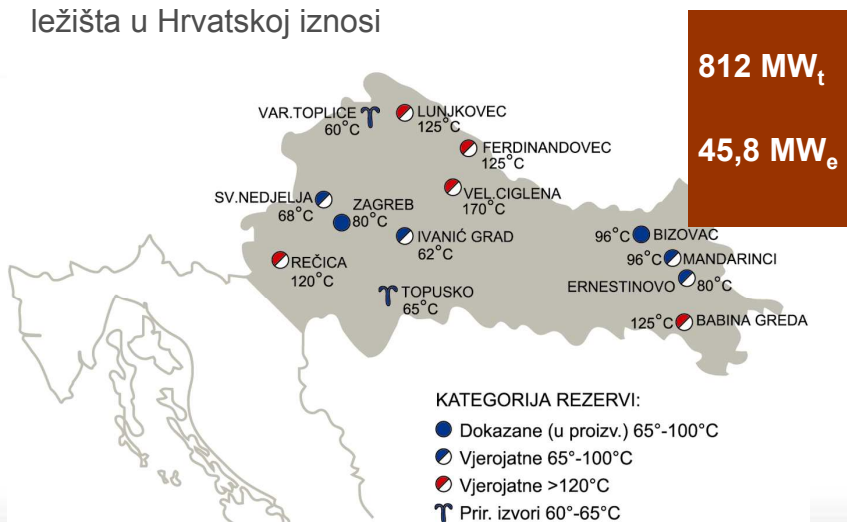 ležišta u Hrvatskoj iznosi
812 MWt
45,8 MWe
VAR.TOPLICE
60°C
LUNJKOVEC
125°C
FERDINANDOVEC
125°C
SV.NEDJELJA
68°C
ZAGREB
80°C
VEL.CIGLENA
170°C
IVANIĆ GRAD
62°C
96°C BIZOVAC
96°C MANDARINCI
REČICA
120°C
ERNESTINOVO 80°C
TOPUSKO
65°C
125°C BABINA GREDA
KATEGORIJA REZERVI:
Dokazane (u proizv.) 65°-100°C
Vjerojatne 65°-100°C
Vjerojatne >120°C
Prir. izvori 60°-65°C